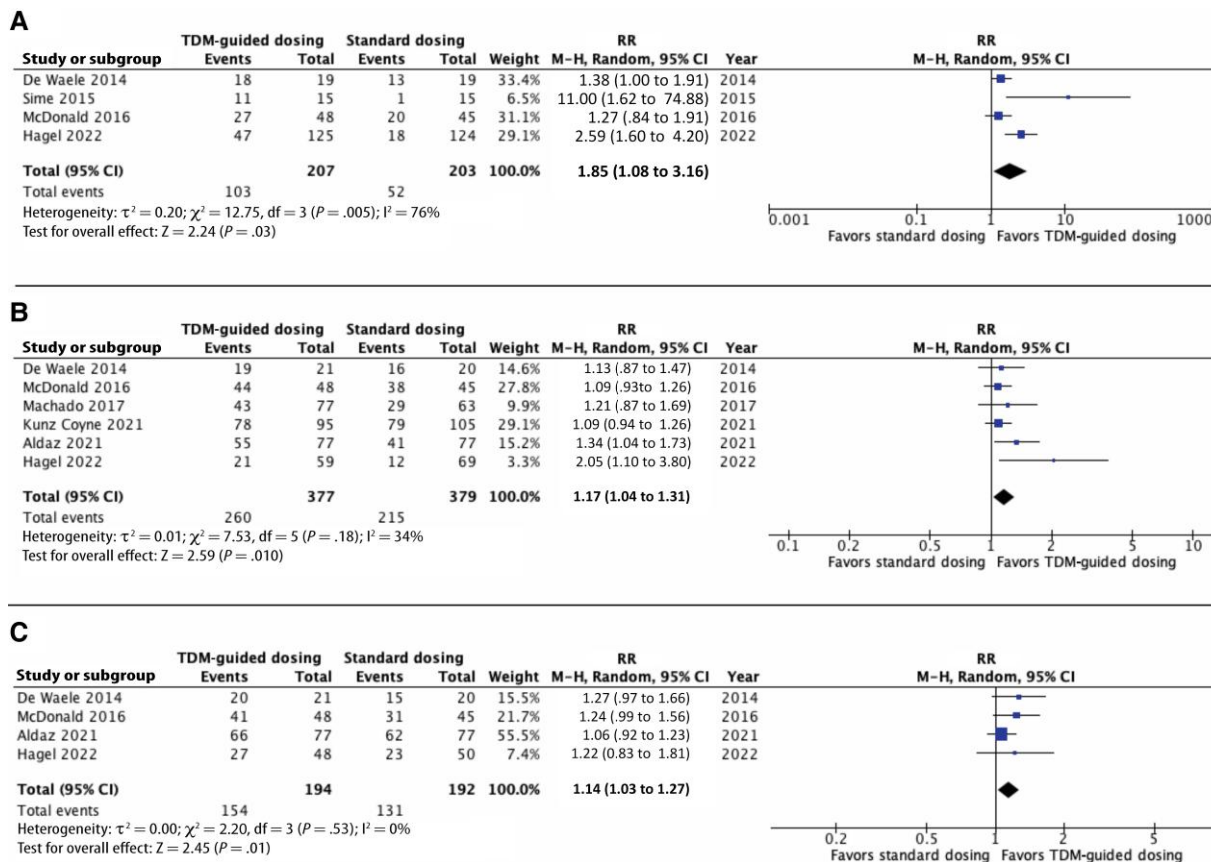 A
TDM-guided dosing Standard dosing RR RR
Study or subgroup Events Total Events Total Weight M-H, Random, 95% CI Year M-H, Random, 95% CI
De Waele 2014 18 19 13 19 33.4% 1.38 (1.00 to 1.91) 2014
Sime 2015 11 15 1 15 6.5% 11.00 (1.62 to 74.88) 2015
McDonald 2016 27 48 20 45 31.1% 1.27 (.84 to 1.91) 2016
Hagel 2022 47 125 18 124 29.1% 2.59 (1.60 to 4.20) 2022
Total (95% CI) 207 203 100.0% 1.85 (1.08 to 3.16)
Total events 103 52
Heterogeneity: τ² = 0.20; χ² = 12.75, df = 3 (P = .005); I² = 76%
Test for overall effect: Z = 2.24 (P = .03)
0.001 0.1 1 10 1000
Favors standard dosing Favors TDM-guided dosing
B
TDM-guided dosing Standard dosing RR RR
Study or subgroup Events Total Events Total Weight M-H, Random, 95% CI Year M-H, Random, 95% CI
De Waele 2014 19 21 16 20 14.6% 1.13 (.87 to 1.47) 2014
McDonald 2016 44 48 38 45 27.8% 1.09 (.93to 1.26) 2016
Machado 2017 43 77 29 63 9.9% 1.21 (.87 to 1.69) 2017
Kunz Coyne 2021 78 95 79 105 29.1% 1.09 (0.94 to 1.26) 2021
Aldaz 2021 55 77 41 77 15.2% 1.34 (1.04 to 1.73) 2021
Hagel 2022 21 59 12 69 3.3% 2.05 (1.10 to 3.80) 2022
Total (95% CI) 377 379 100.0% 1.17 (1.04 to 1.31)
Total events 260 215
Heterogeneity: τ² = 0.01; χ² = 7.53, df = 5 (P = .18); I² = 34%
Test for overall effect: Z = 2.59 (P = .010)
0.1 0.2 0.5 1 2 5 10
Favors standard dosing Favors TDM-guided dosing
C
TDM-guided dosing Standard dosing RR RR
Study or subgroup Events Total Events Total Weight M-H, Random, 95% CI Year M-H, Random, 95% CI
De Waele 2014 20 21 15 20 15.5% 1.27 (.97 to 1.66) 2014
McDonald 2016 41 48 31 45 21.7% 1.24 (.99 to 1.56) 2016
Aldaz 2021 66 77 62 77 55.5% 1.06 (.92 to 1.23) 2021
Hagel 2022 27 48 23 50 7.4% 1.22 (0.83 to 1.81) 2022
Total (95% CI) 194 192 100.0% 1.14 (1.03 to 1.27)
Total events 154 131
Heterogeneity: τ² = 0.00; χ² = 2.20, df = 3 (P = .53); I² = 0%
Test for overall effect: Z = 2.45 (P = .01)
0.2 0.5 1 2 5
Favors standard dosing Favors TDM-guided dosing